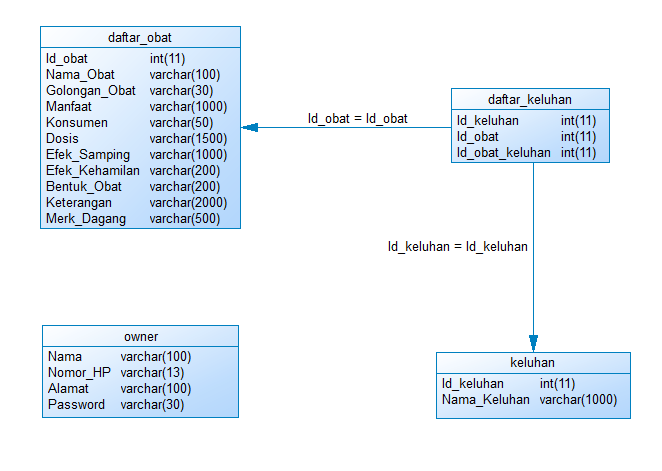 daftar_obat
Id_obat int(11)
Nama_Obat varchar(100)
Golongan_Obat varchar(30)
Manfaat varchar(1000)
Konsumen varchar(50)
Dosis varchar(1500)
Efek_Samping varchar(1000)
Efek_Kehamilan varchar(200)
Bentuk_Obat varchar(200)
Keterangan varchar(2000)
Merk_Dagang varchar(500)
Id_obat = Id_obat
daftar_keluhan
Id_keluhan int(11)
Id_obat int(11)
Id_obat_keluhan int(11)
Id_keluhan = Id_keluhan
owner
Nama varchar(100)
Nomor_HP varchar(13)
Alamat varchar(100)
Password varchar(30)
keluhan
Id_keluhan int(11)
Nama_Keluhan varchar(1000)